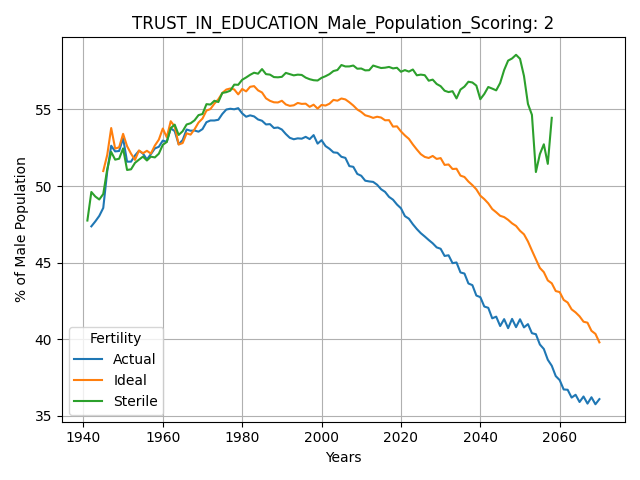 TRUST_IN_EDUCATION_Male_Population_Scoring: 2
% of Male Population
55
50
45
40
35
Fertility
Actual
Ideal
Sterile
1940 1960 1980 2000 2020 2040 2060
Years